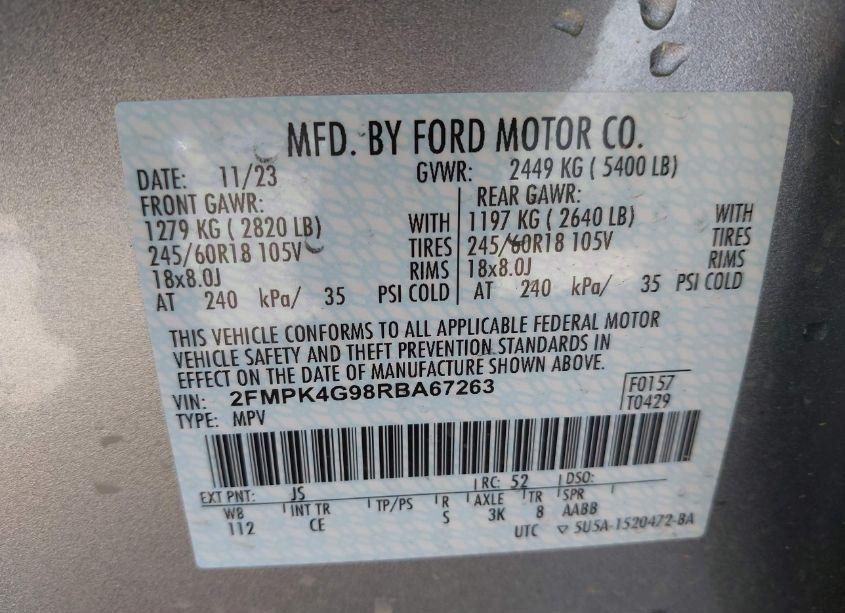 MFD. BY FORD MOTOR CO.
DATE: 11/23 GVWR: 2449 KG ( 5400 LB)
FRONT GAWR: REAR GAWR:
1279 KG ( 2820 LB) WITH 1197 KG ( 2640 LB) WITH
245/60R18 105V TIRES 245/60R18 105V TIRES
18x8.0J RIMS 18x8.0J RIMS
AT 240 kPa/ 35 PSI COLD AT 240 kPa/ 35 PSI COLD
THIS VEHICLE CONFORMS TO ALL APPLICABLE FEDERAL MOTOR
VEHICLE SAFETY AND THEFT PREVENTION STANDARDS IN
EFFECT ON THE DATE OF MANUFACTURE SHOWN ABOVE.
VIN: 2FMPK4G98RBA67263 F0157
TYPE: MPV T0429
EXT PNT: JS RC: 52 DSO:
WB INT TR TP/PS R AXLE TR SPR
112 CE S 3K 8 AABB
UTC ▽ 5U5A-1520472-BA